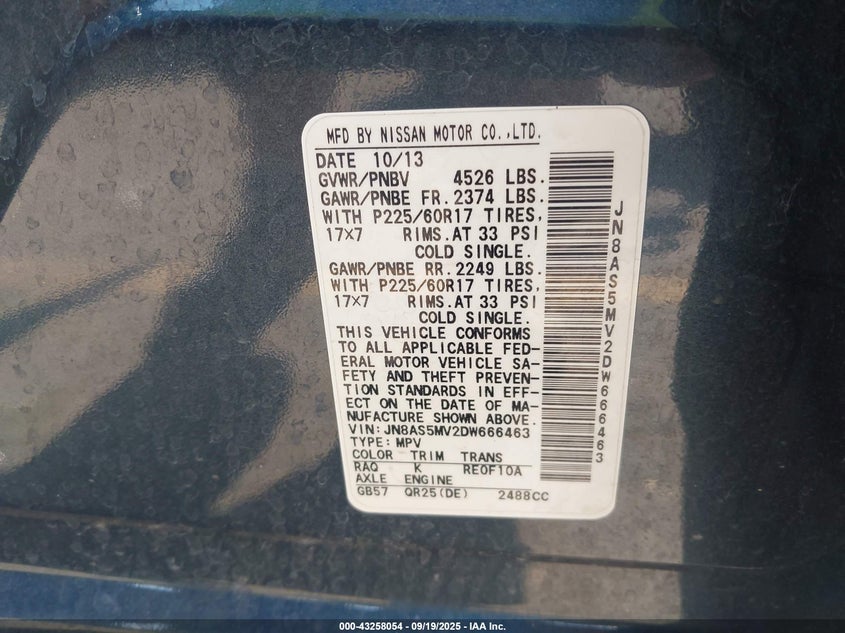 MFD BY NISSAN MOTOR CO.,LTD.
DATE 10/13
GVWR/PNBV 4526 LBS.
GAWR/PNBE FR. 2374 LBS.
WITH P225/60R17 TIRES,
17×7 RIMS.AT 33 PSI
COLD SINGLE.
GAWR/PNBE RR. 2249 LBS.
WITH P225/60R17 TIRES,
17×7 RIMS.AT 33 PSI
COLD SINGLE.
THIS VEHICLE CONFORMS
TO ALL APPLICABLE FED-
ERAL MOTOR VEHICLE SA-
FETY AND THEFT PREVEN-
TION STANDARDS IN EFF-
ECT ON THE DATE OF MA-
NUFACTURE SHOWN ABOVE.
VIN: JN8AS5MV2DW666463
TYPE: MPV
COLOR TRIM TRANS
RAQ K RE0F10A
AXLE ENGINE
GB57 QR25(DE) 2488CC
JN8AS5MV2DW666463
000-43258054 - 09/19/2025 - IAA Inc.